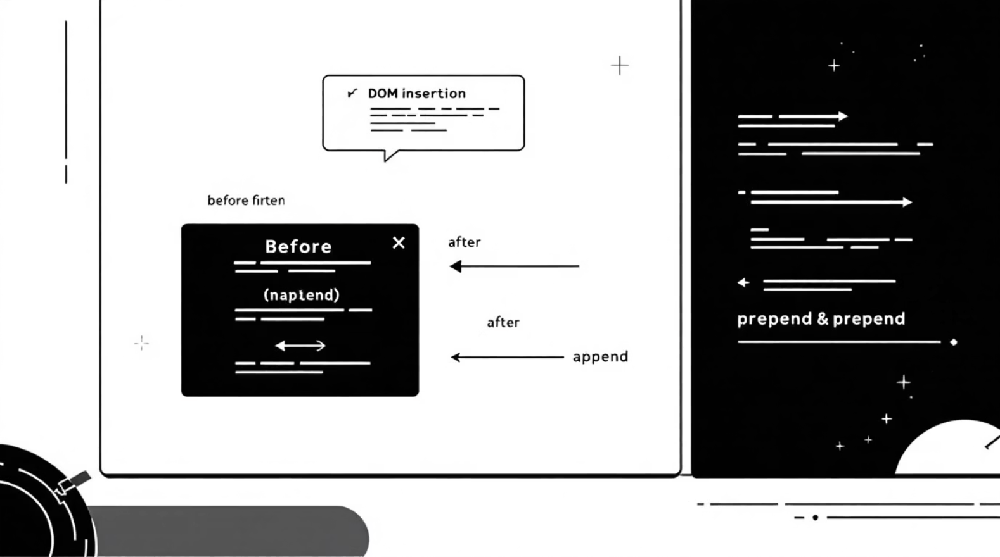 DOM insertion
before firten
Before
(napiend)
after
after
append
prepend & prepend